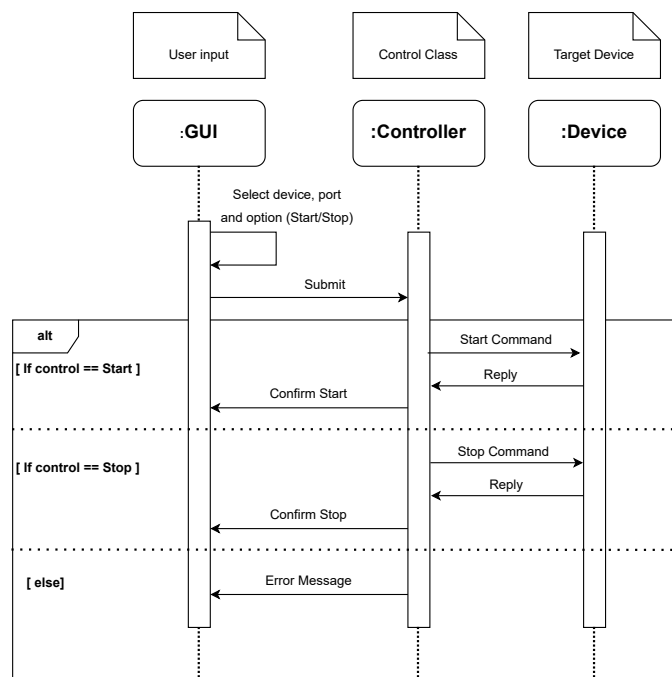 User input
Control Class
Target Device
:GUI
:Controller
:Device
Select device, port
and option (Start/Stop)
Submit
alt
Start Command
[ If control == Start ]
Reply
Confirm Start
Stop Command
[ If control == Stop ]
Reply
Confirm Stop
[ else]
Error Message